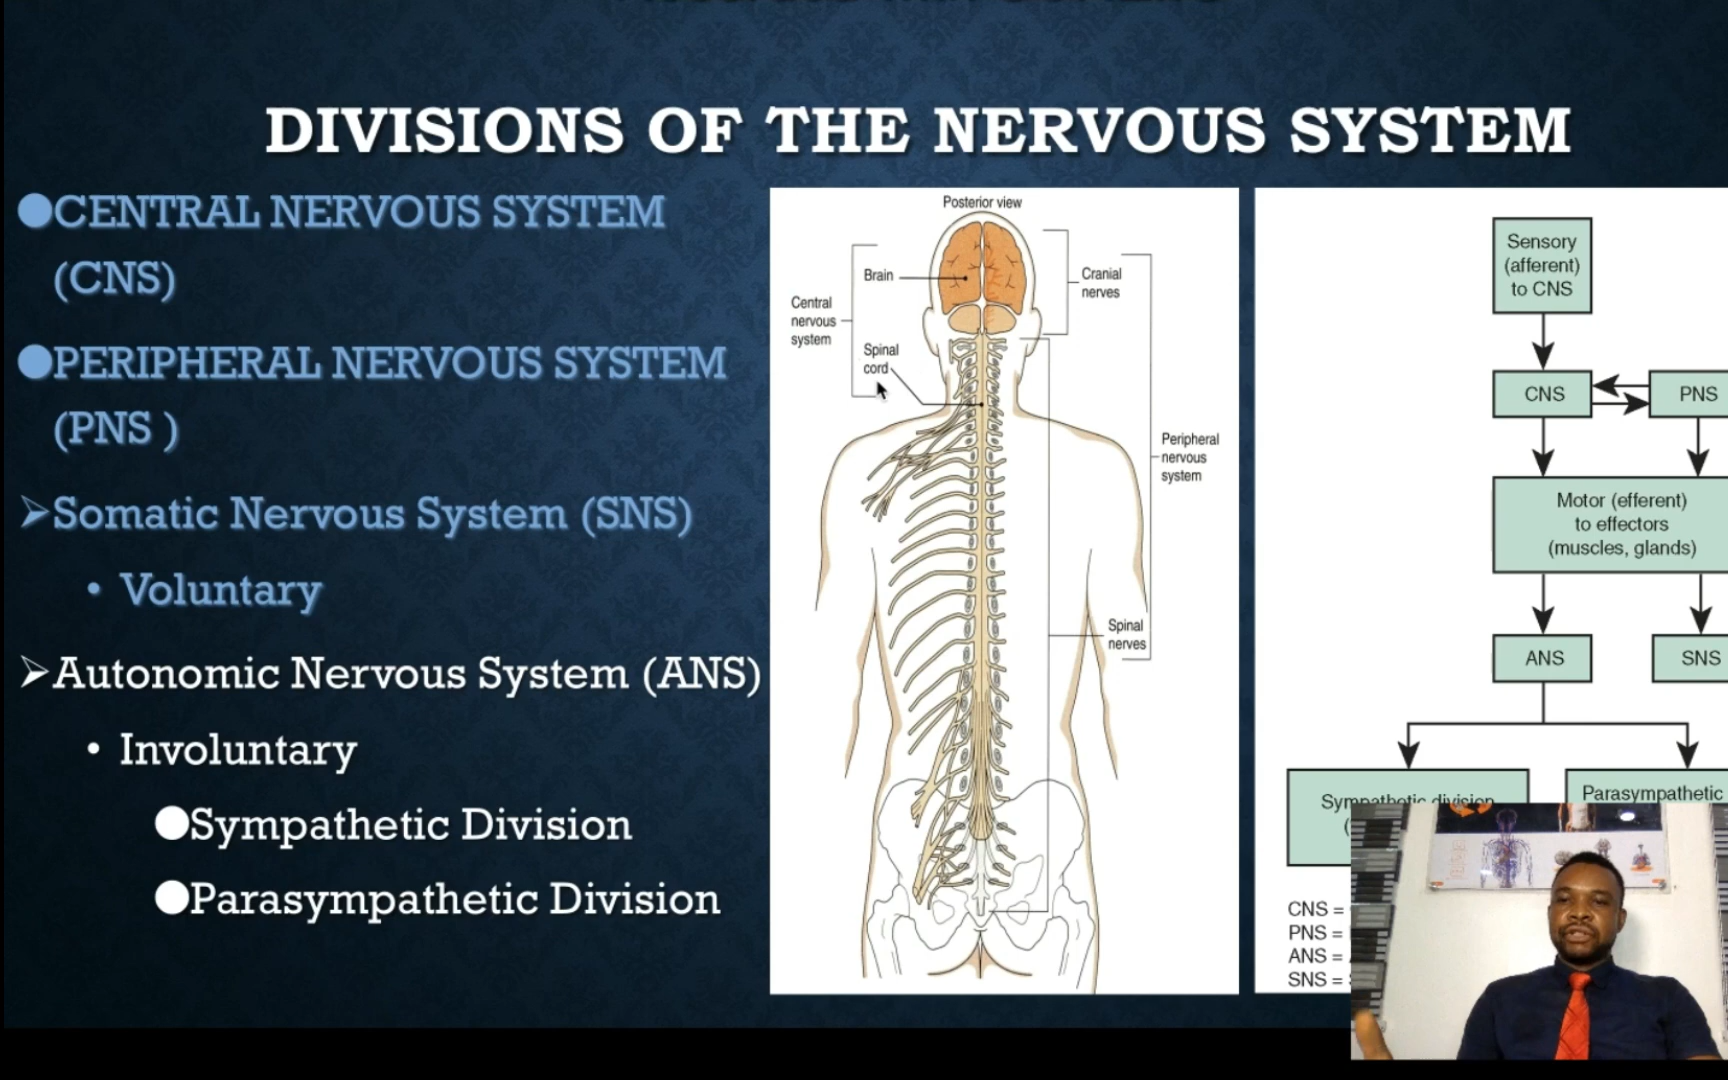 DIVISIONS OF THE NERVOUS SYSTEM
CENTRAL NERVOUS SYSTEM
(CNS)
PERIPHERAL NERVOUS SYSTEM
(PNS )
Somatic Nervous System (SNS)
• Voluntary
Autonomic Nervous System (ANS)
• Involuntary
Sympathetic Division
Parasympathetic Division
Posterior view
Brain
Central
nervous
system
Spinal
cord
Cranial
nerves
Peripheral
nervous
system
Spinal
nerves
Sensory
(afferent)
to CNS
CNS
PNS
Motor (efferent)
to effectors
(muscles, glands)
ANS
SNS
Sympathetic division
(
Parasympathetic
CNS =
PNS =
ANS =
SNS =